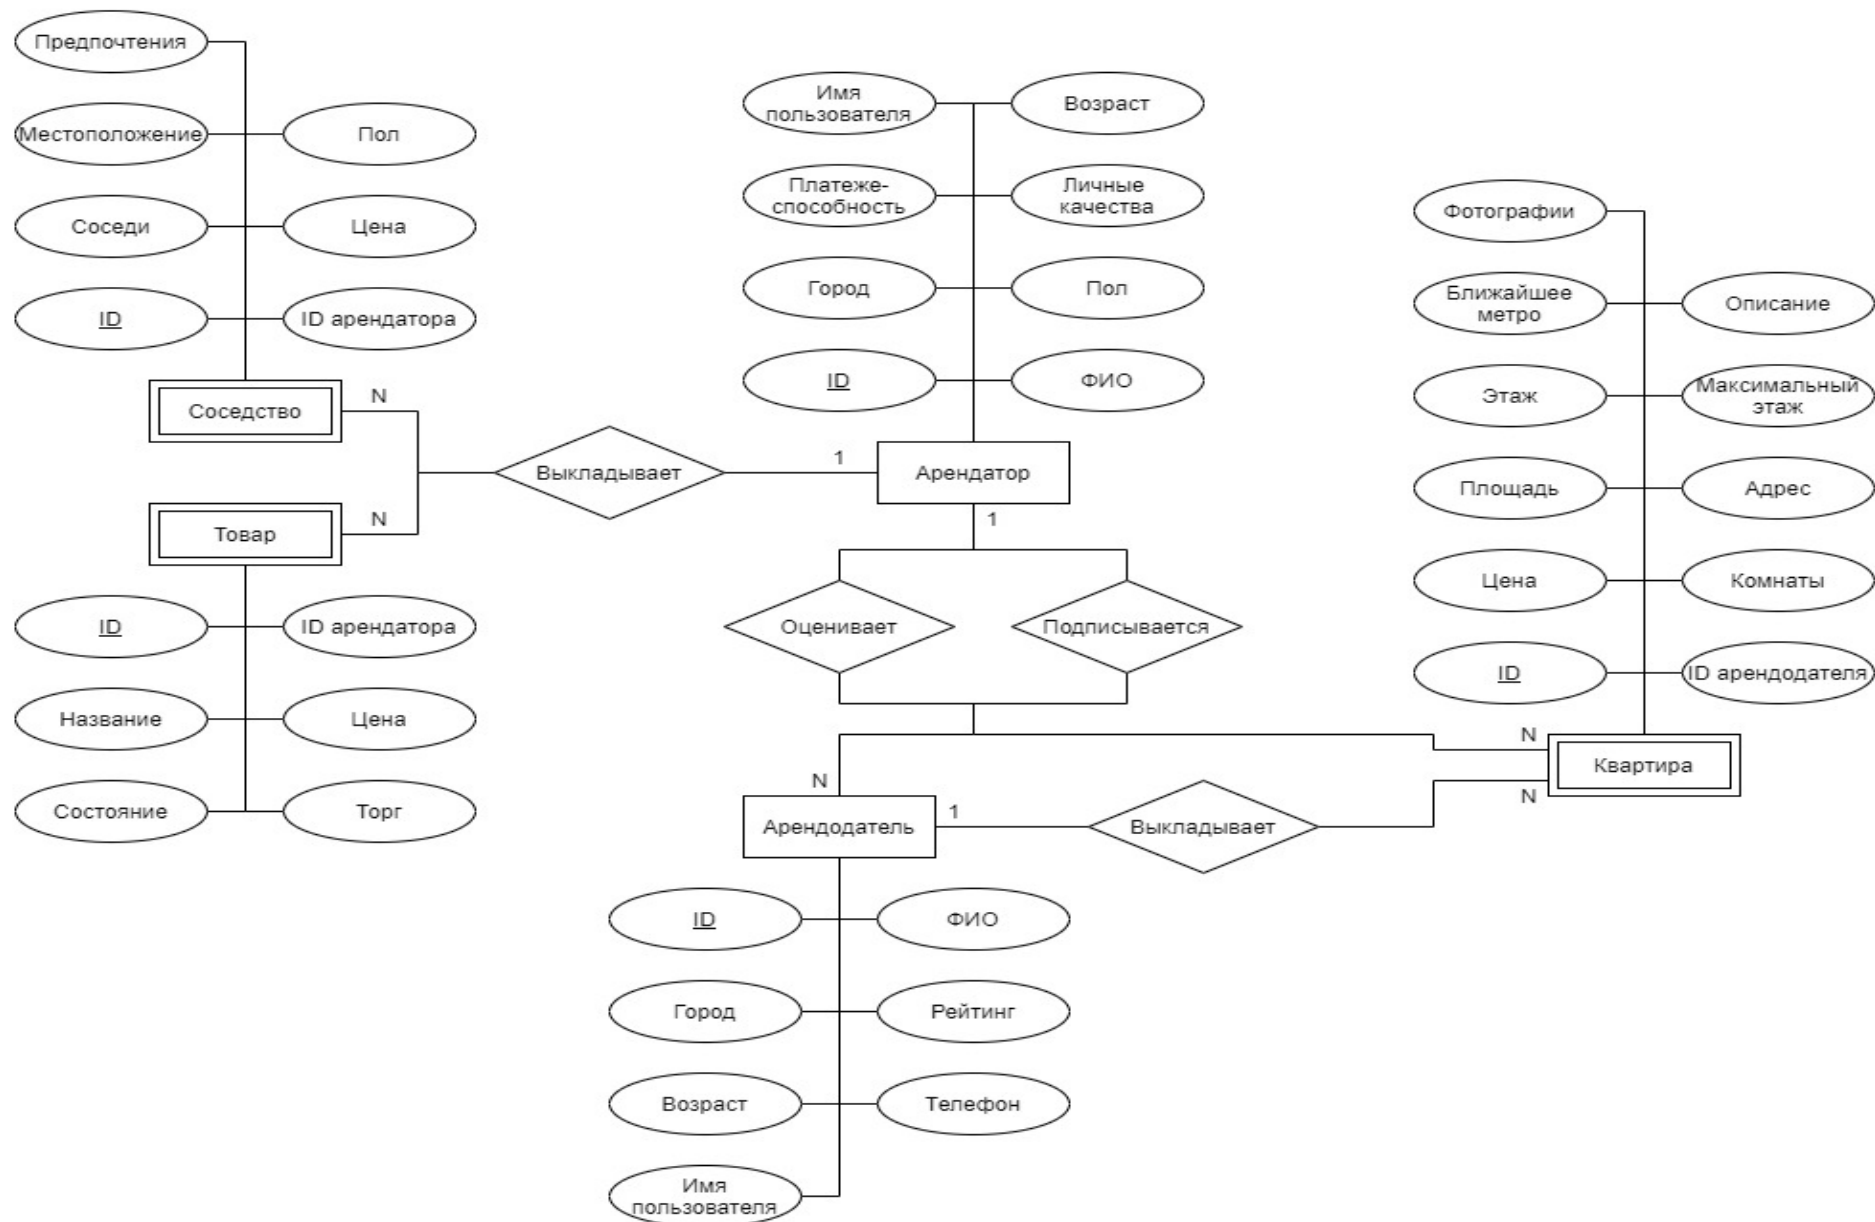 Предпочтения
Местоположение
Пол
Соседи
Цена
ID
ID арендатора
Соседство
N
Товар
N
ID
ID арендатора
Название
Цена
Состояние
Торг
Выкладывает
1
Имя
пользователя
Возраст
Платеже-
способность
Личные
качества
Город
Пол
ID
ФИО
Арендатор
1
Оценивает
Подписывается
N
Арендодатель
1
Выкладывает
ID
ФИО
Город
Рейтинг
Возраст
Телефон
Имя
пользователя
Фотографии
Ближайшее
метро
Описание
Этаж
Максимальный
этаж
Площадь
Адрес
Цена
Комнаты
ID
ID арендодателя
N
Квартира
N